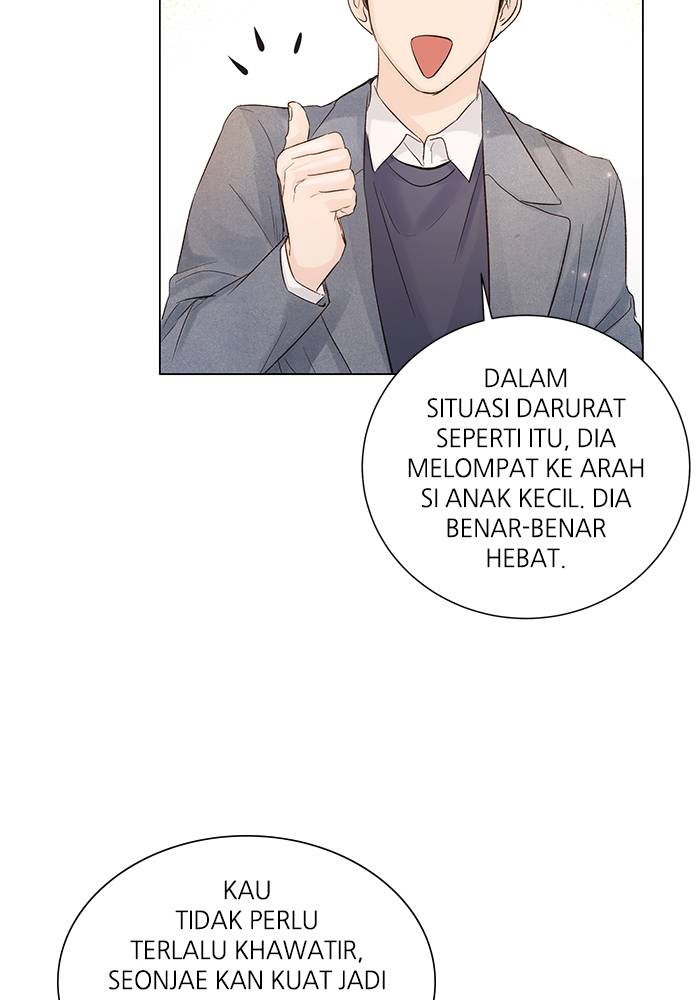 DALAM
SITUASI DARURAT
SEPERTI ITU, DIA
MELOMPAT KE ARAH
SI ANAK KECIL. DIA
BENAR-BENAR
HEBAT.
KAU
TIDAK PERLU
TERLALU KHAWATIR,
SEONJAE KAN KUAT JADI